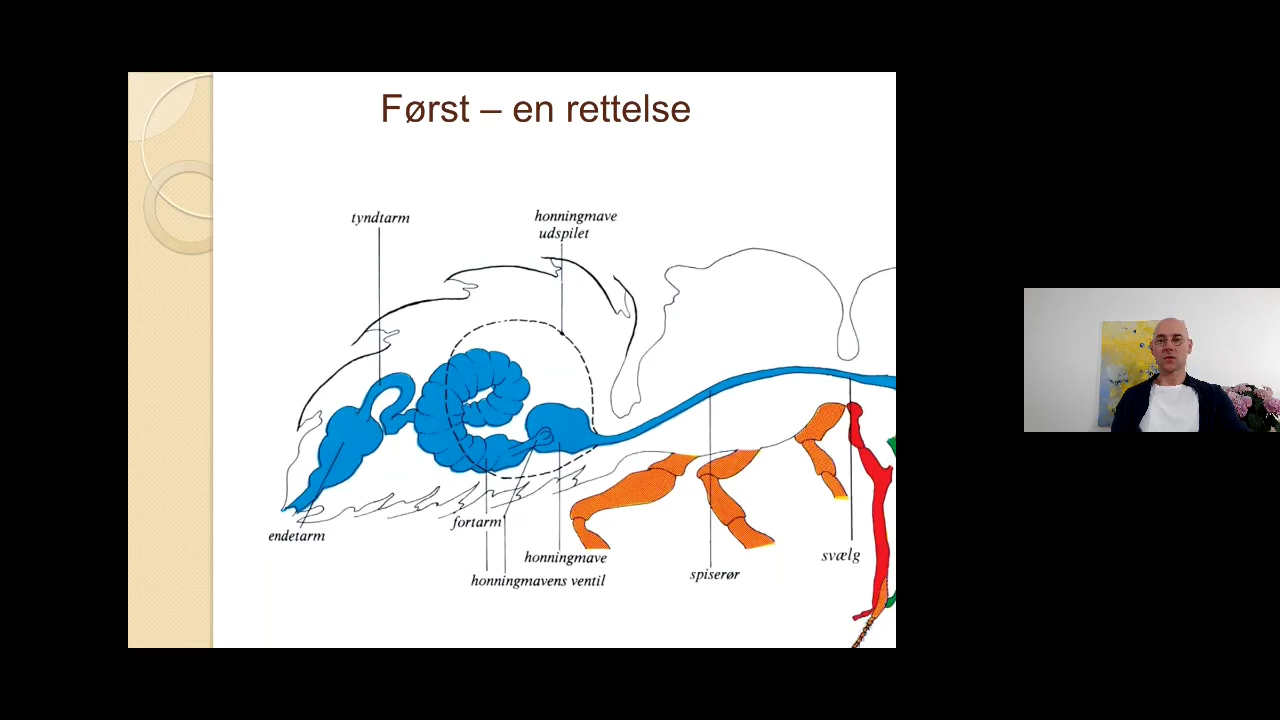 Først – en rettelse
tyndtarm
honningmave
udspilet
endetarm
fortarm
honningmave
honningmavens ventil
spiserør
svælg